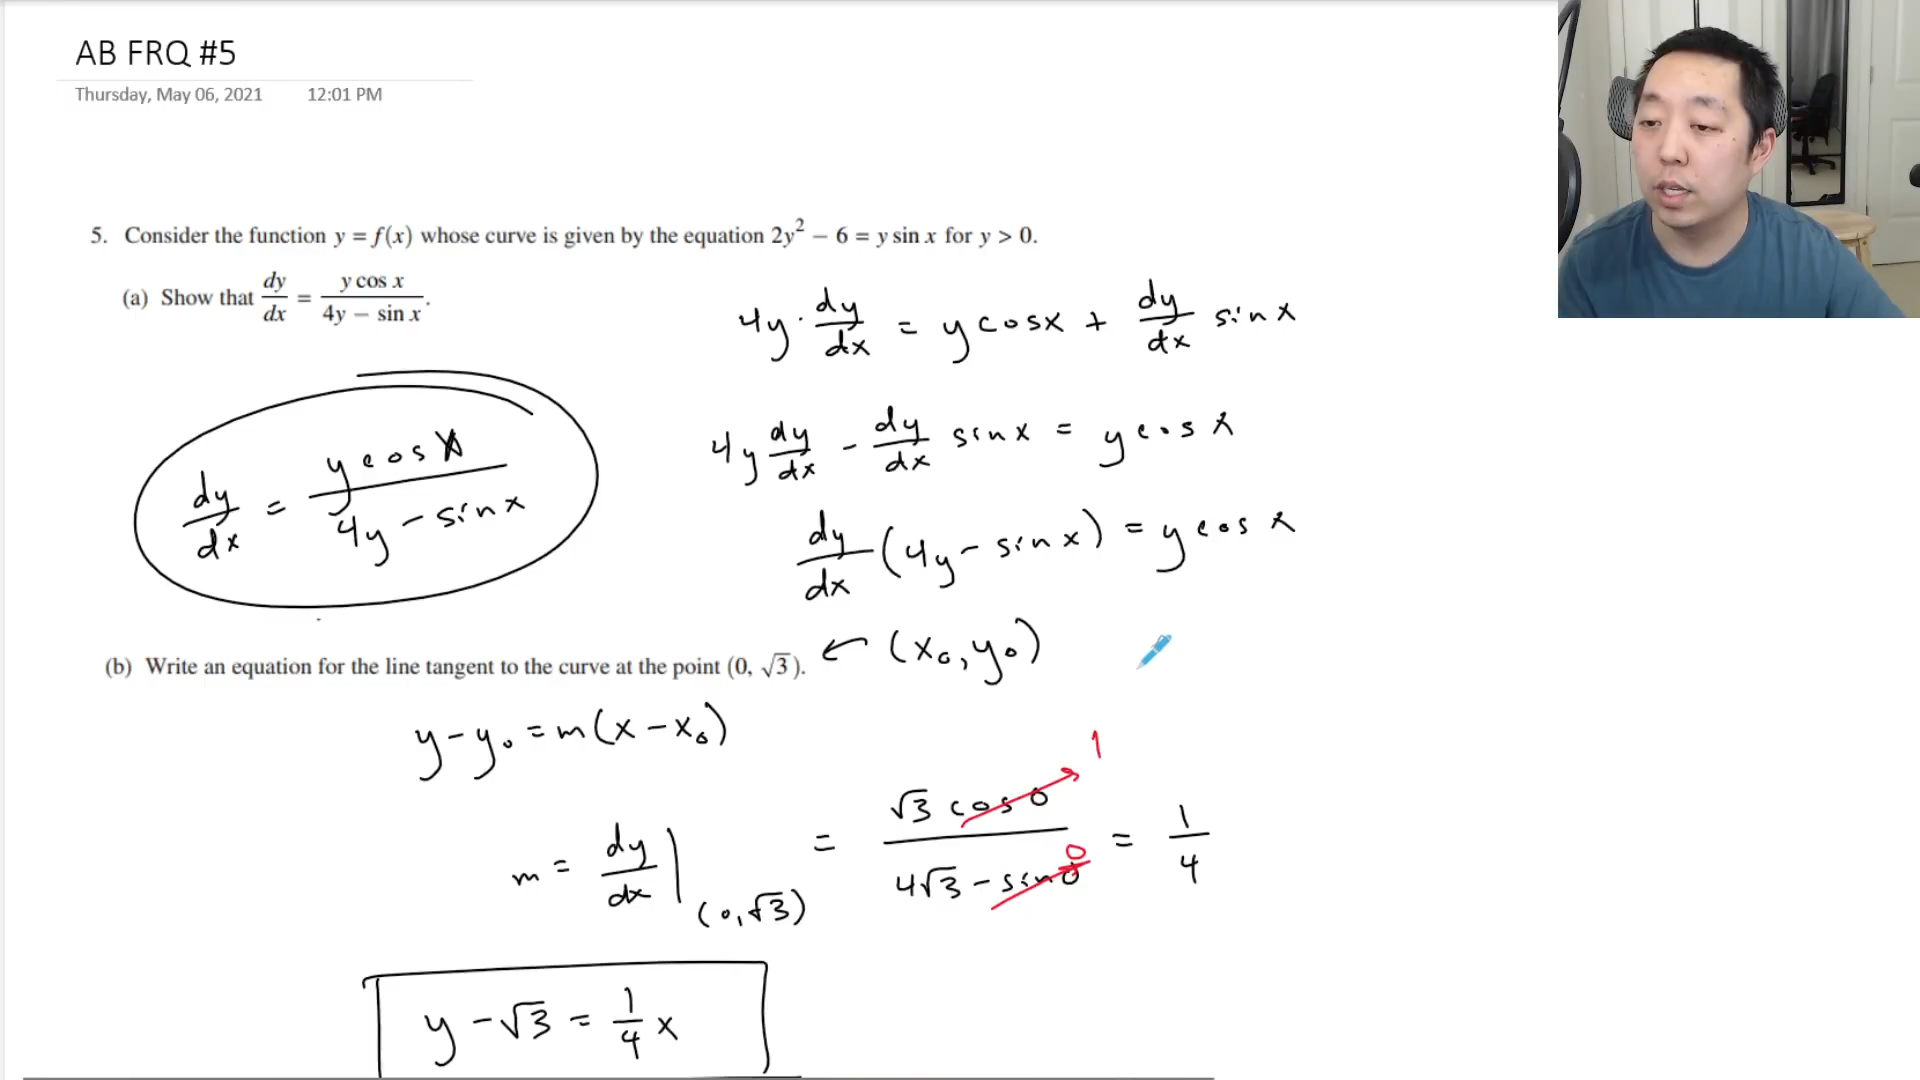 AB FRQ #5
Thursday, May 06, 2021 12:01 PM
5. Consider the function y = f(x) whose curve is given by the equation 2y² − 6 = y sin x for y > 0.
(a) Show that dy/dx = y cos x / 4y − sin x.
4y · dy/dx = y cos x + dy/dx sin x
4y dy/dx - dy/dx sin x = y cos x
dy/dx (4y - sin x) = y cos x
dy/dx = y cos x / 4y - sin x
(b) Write an equation for the line tangent to the curve at the point (0, √3). ← (x₀, y₀)
y - y₀ = m(x - x₀)
1
m = dy/dx | (0, √3) = √3 cos 0 / 4√3 - sin 0 = 1/4
0
y - √3 = 1/4 x